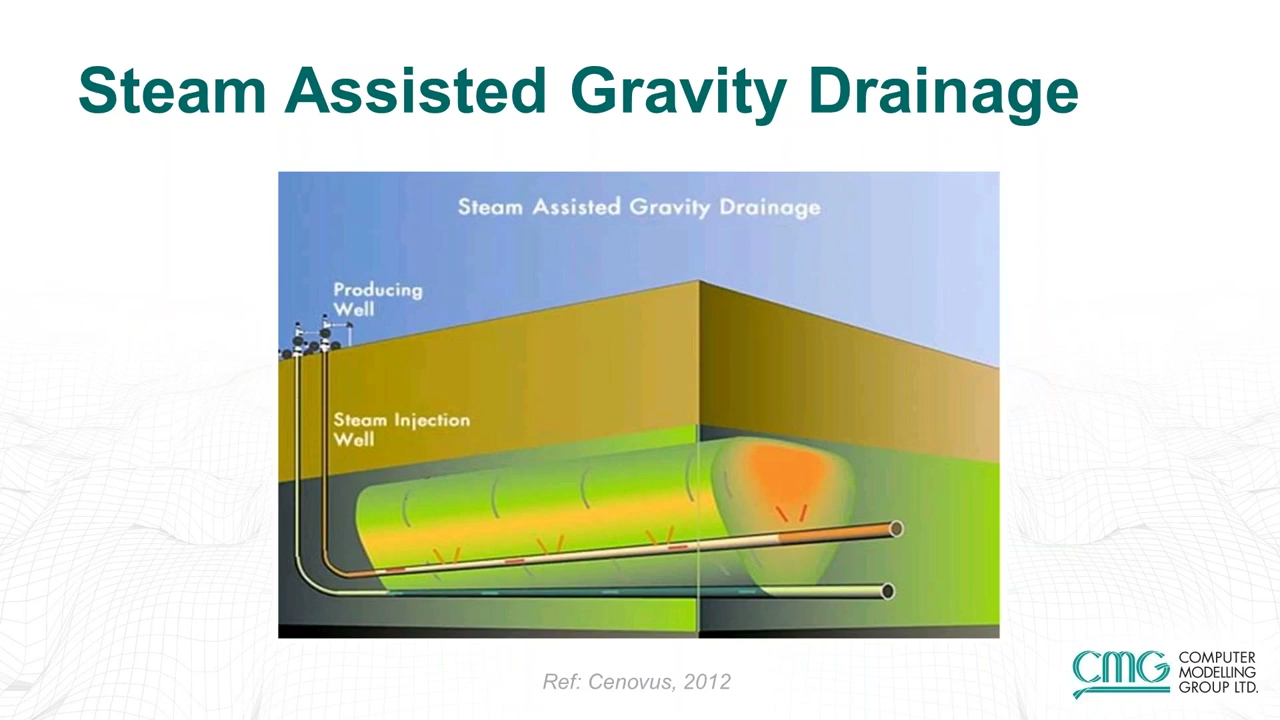 Steam Assisted Gravity Drainage
Steam Assisted Gravity Drainage
Producing
Well
Steam Injection
Well
Ref: Cenovus, 2012
CMG
COMPUTER
MODELLING
GROUP LTD.